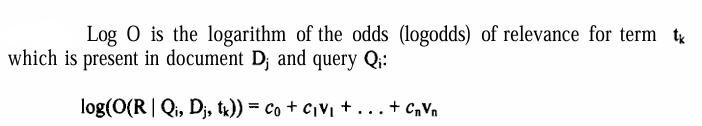 Log O is the logarithm of the odds (logodds) of relevance for term tₖ
which is present in document Dⱼ and query Qᵢ:
log(O(R | Qᵢ, Dⱼ, tₖ)) = c₀ + c₁v₁ + . . . + cₙvₙ